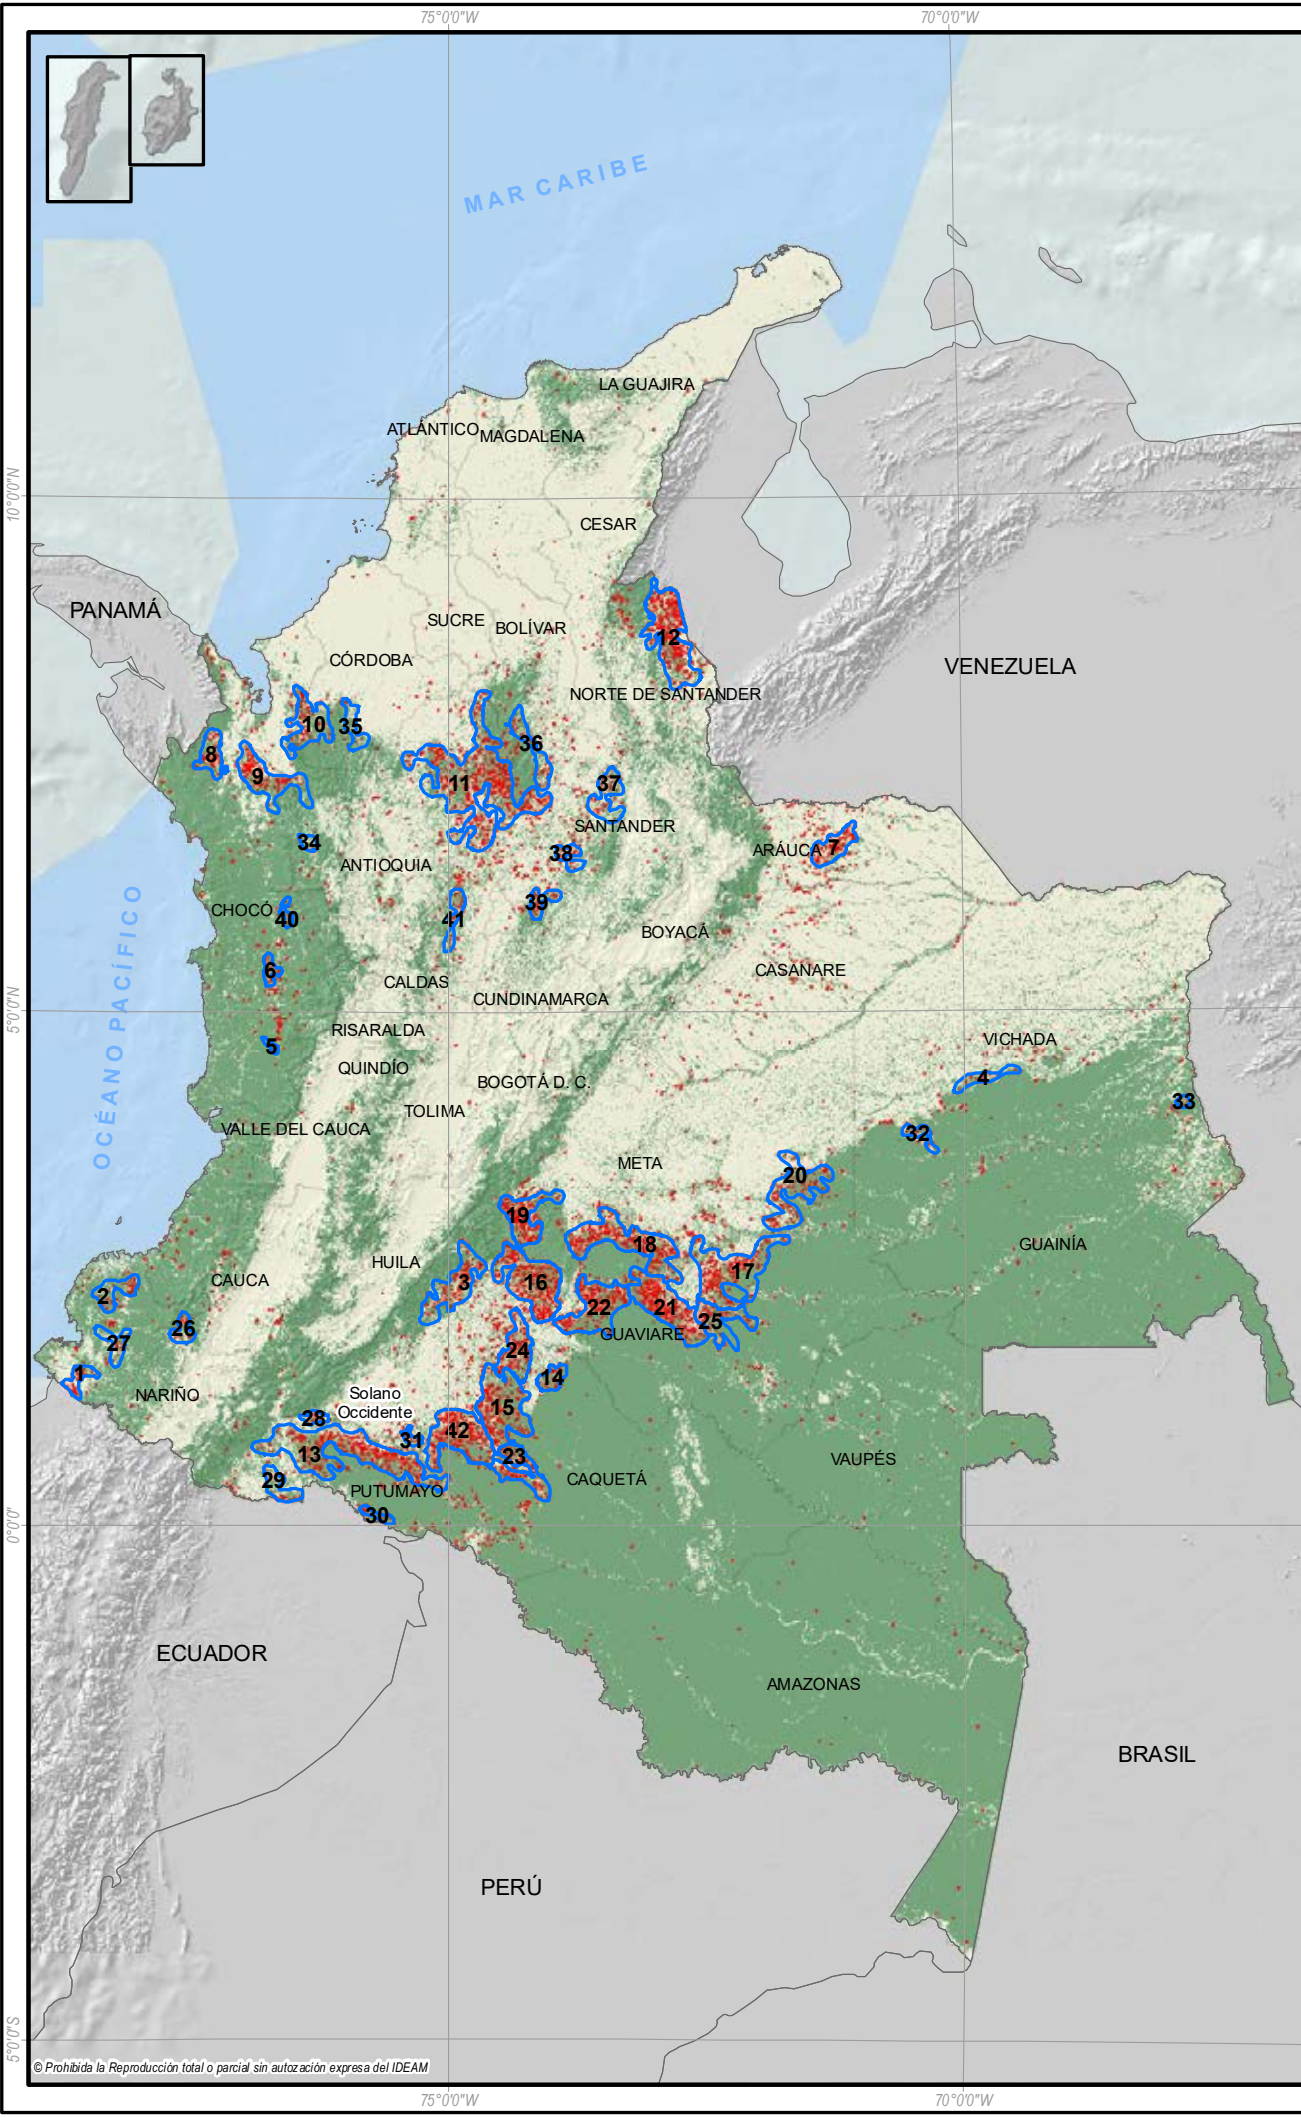 75°0'0"W
70°0'0"W
MAR CARIBE
LA GUAJIRA
ATLÁNTICO
MAGDALENA
10°0'0"N
CESAR
PANAMÁ
SUCRE
BOLÍVAR
12
CÓRDOBA
VENEZUELA
NORTE DE SANTANDER
10
35
8
36
9
11
37
SANTANDER
34
ARAUCA
7
38
ANTIOQUIA
39
CHOCÓ
40
41
BOYACÁ
OCÉANO PACÍFICO
6
CASANARE
CALDAS
CUNDINAMARCA
5°0'0"N
RISARALDA
5
VICHADA
QUINDÍO
4
BOGOTÁ D. C.
33
TOLIMA
VALLE DEL CAUCA
32
META
20
19
18
GUAINÍA
HUILA
17
CAUCA
3
16
2
22
21
25
26
GUAVIARE
27
24
1
14
NARIÑO
Solano
Occidente
15
28
42
31
13
23
VAUPÉS
29
CAQUETÁ
PUTUMAYO
30
0°0'0"
ECUADOR
AMAZONAS
BRASIL
PERÚ
5°0'0"S
© Prohibida la Reproducción total o parcial sin autozación expresa del IDEAM
75°0'0"W
70°0'0"W